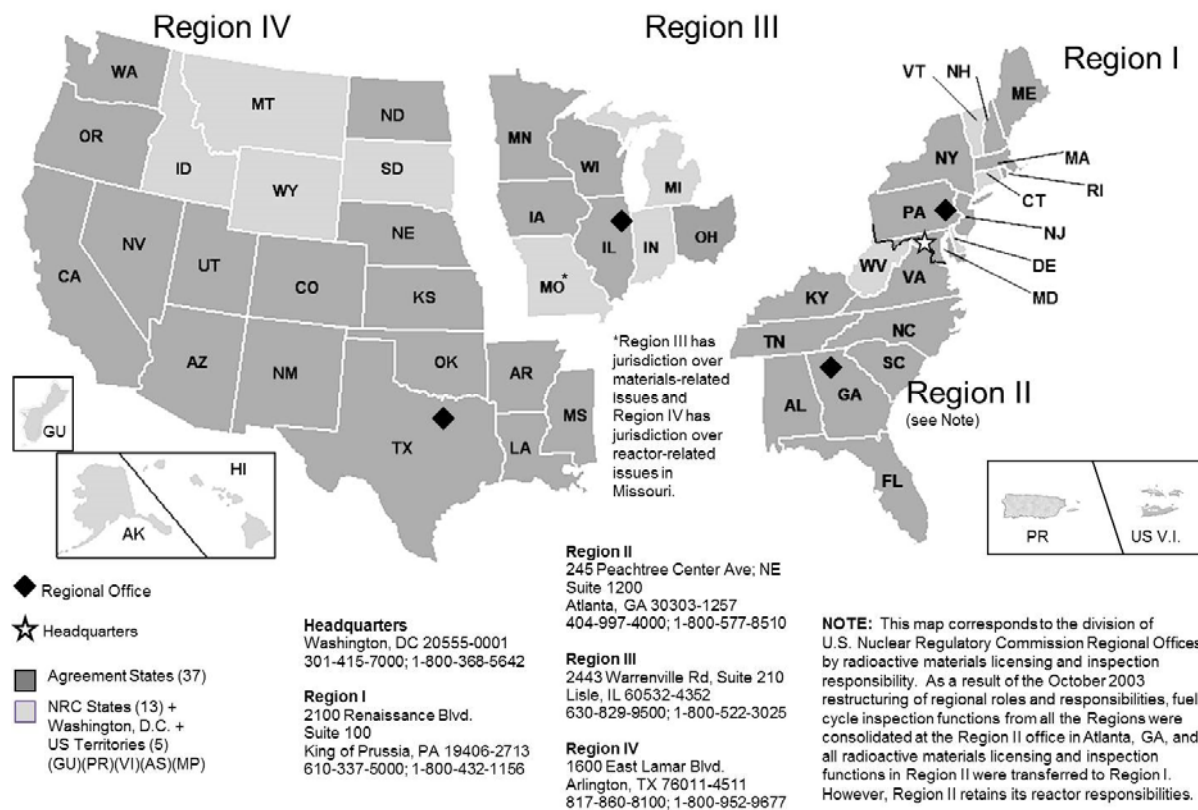 Region IV
Region III
Region I
WA
MT
ND
OR
ID
SD
WY
NV
NE
UT
CA
CO
KS
AZ
NM
OK
AR
TX
LA
MS
GU
AK
HI
MN
WI
MI
IA
IL
IN
OH
MO*
*Region III has
jurisdiction over
materials-related
issues and
Region IV has
jurisdiction over
reactor-related
issues in
Missouri.
VT
NH
ME
NY
MA
RI
CT
PA
NJ
DE
MD
WV
VA
KY
TN
NC
SC
AL
GA
FL
Region II
(see Note)
PR
US V.I.
Regional Office
Headquarters
Agreement States (37)
NRC States (13) +
Washington, D.C. +
US Territories (5)
(GU)(PR)(VI)(AS)(MP)
Headquarters
Washington, DC 20555-0001
301-415-7000; 1-800-368-5642
Region I
2100 Renaissance Blvd.
Suite 100
King of Prussia, PA 19406-2713
610-337-5000; 1-800-432-1156
Region II
245 Peachtree Center Ave; NE
Suite 1200
Atlanta, GA 30303-1257
404-997-4000; 1-800-577-8510
Region III
2443 Warrenville Rd, Suite 210
Lisle, IL 60532-4352
630-829-9500; 1-800-522-3025
Region IV
1600 East Lamar Blvd.
Arlington, TX 76011-4511
817-860-8100; 1-800-952-9677
NOTE: This map corresponds to the division of
U.S. Nuclear Regulatory Commission Regional Offices
by radioactive materials licensing and inspection
responsibility. As a result of the October 2003
restructuring of regional roles and responsibilities, fuel
cycle inspection functions from all the Regions were
consolidated at the Region II office in Atlanta, GA, and
all radioactive materials licensing and inspection
functions in Region II were transferred to Region I.
However, Region II retains its reactor responsibilities.